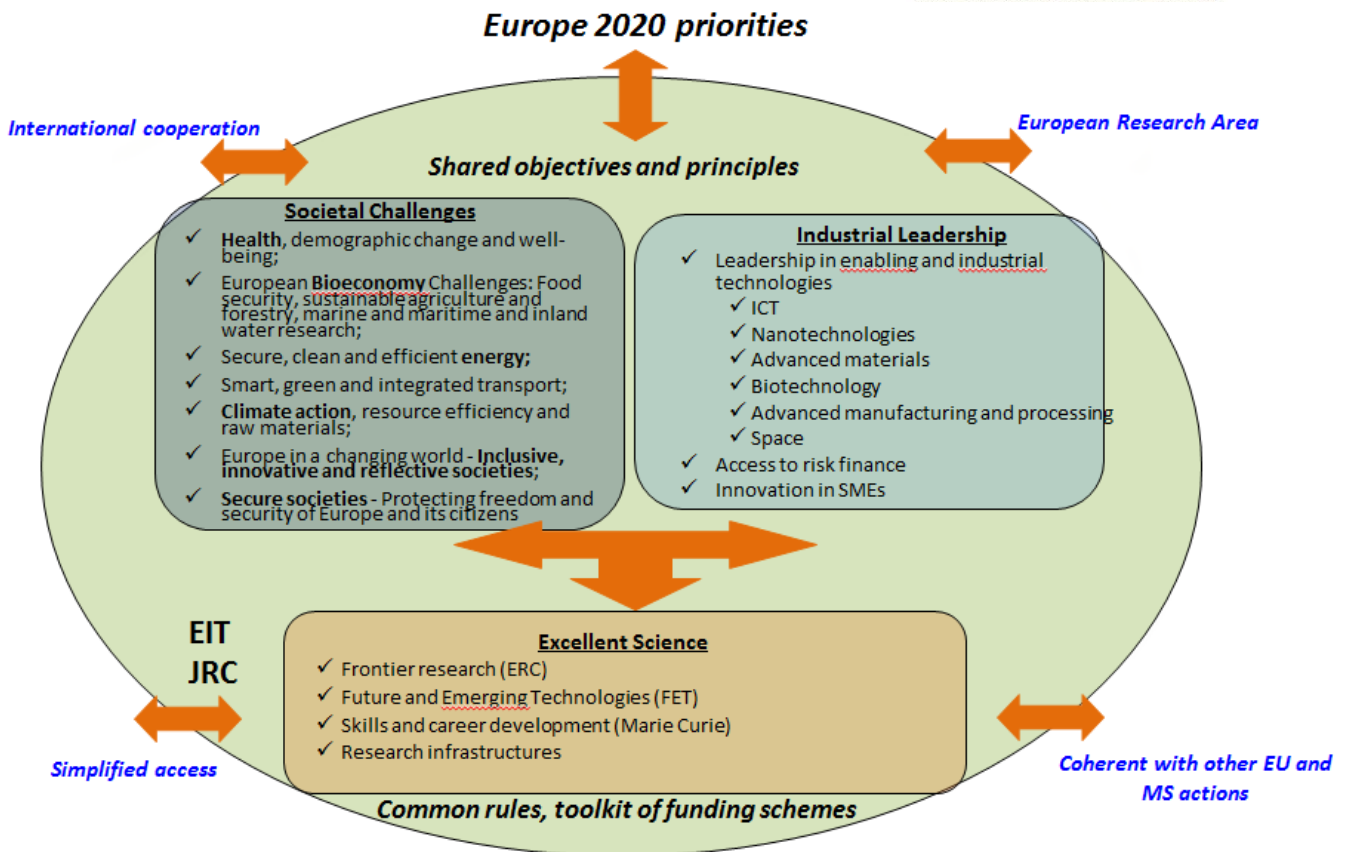 Europe 2020 priorities
International cooperation
European Research Area
Shared objectives and principles
Societal Challenges
✓ Health, demographic change and well-
being;
✓ European Bioeconomy Challenges: Food
security, sustainable agriculture and
forestry, marine and maritime and inland
water research;
✓ Secure, clean and efficient energy;
✓ Smart, green and integrated transport;
✓ Climate action, resource efficiency and
raw materials;
✓ Europe in a changing world - Inclusive,
innovative and reflective societies;
✓ Secure societies - Protecting freedom and
security of Europe and its citizens
Industrial Leadership
✓ Leadership in enabling and industrial
technologies
✓ ICT
✓ Nanotechnologies
✓ Advanced materials
✓ Biotechnology
✓ Advanced manufacturing and processing
✓ Space
✓ Access to risk finance
✓ Innovation in SMEs
EIT
JRC
Excellent Science
✓ Frontier research (ERC)
✓ Future and Emerging Technologies (FET)
✓ Skills and career development (Marie Curie)
✓ Research infrastructures
Simplified access
Coherent with other EU and
MS actions
Common rules, toolkit of funding schemes